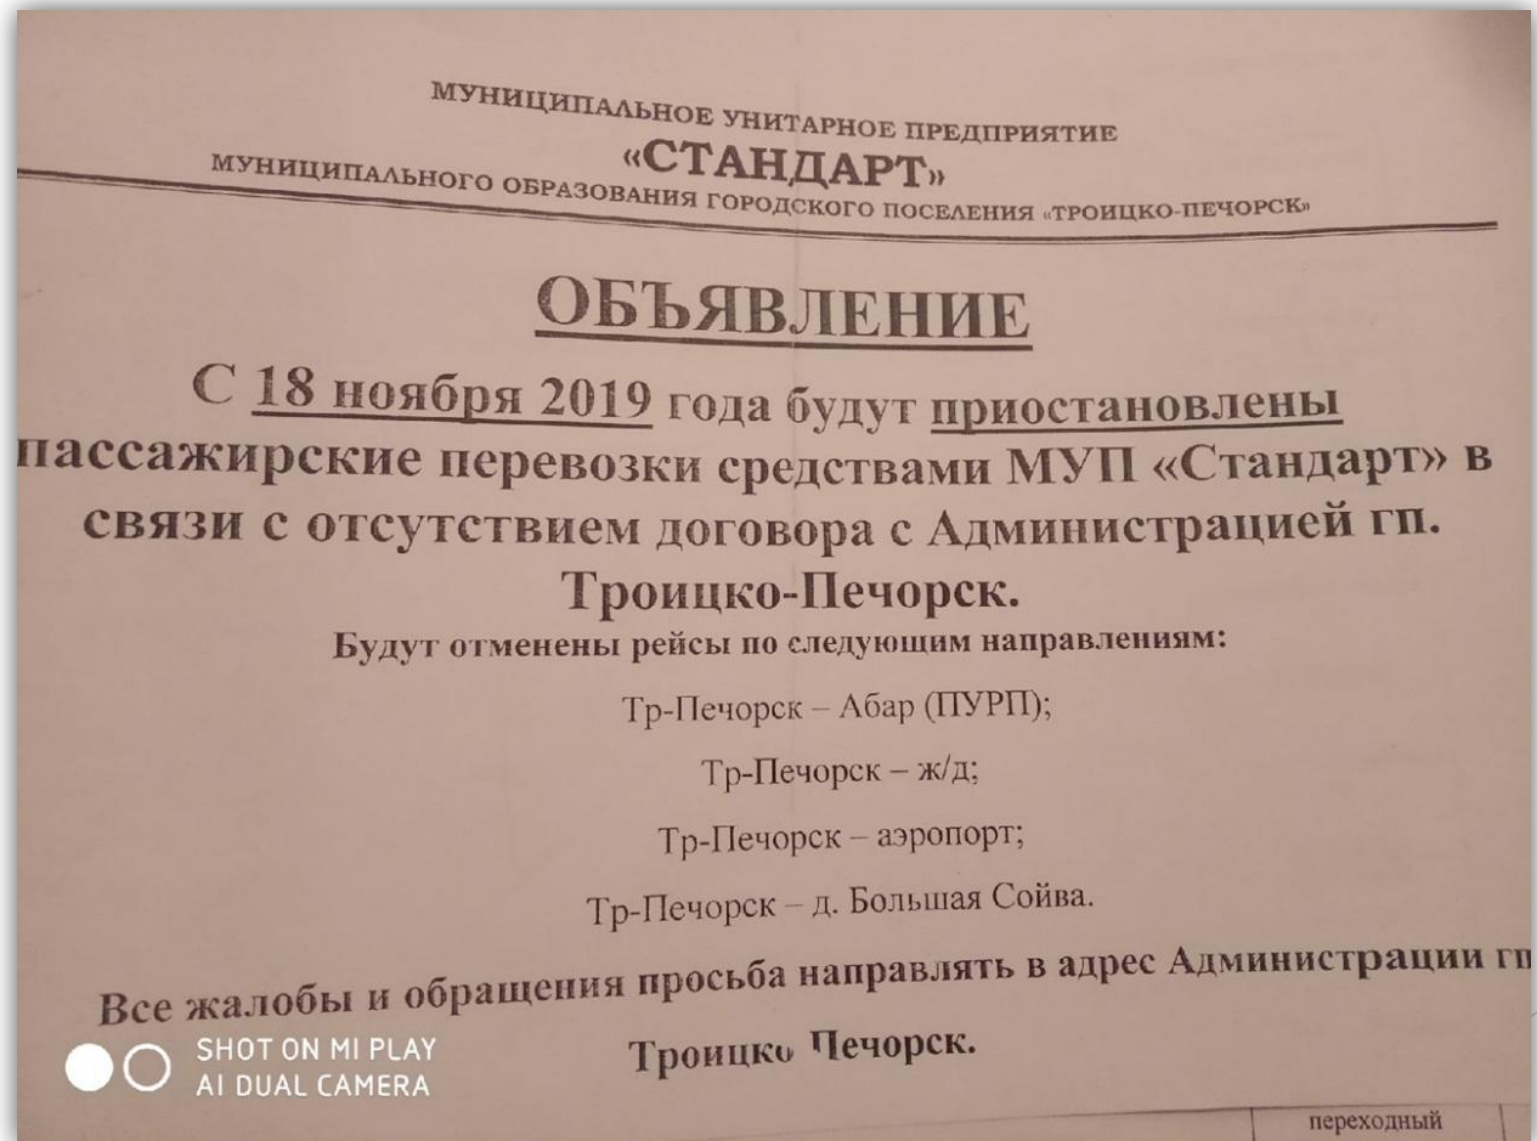 МУНИЦИПАЛЬНОЕ УНИТАРНОЕ ПРЕДПРИЯТИЕ
«СТАНДАРТ»
МУНИЦИПАЛЬНОГО ОБРАЗОВАНИЯ ГОРОДСКОГО ПОСЕЛЕНИЯ «ТРОИЦКО-ПЕЧОРСК»
ОБЪЯВЛЕНИЕ
С 18 ноября 2019 года будут приостановлены
пассажирские перевозки средствами МУП «Стандарт» в
связи с отсутствием договора с Администрацией гп.
Троицко-Печорск.
Будут отменены рейсы по следующим направлениям:
Тр-Печорск – Абар (ПУРП);
Тр-Печорск – ж/д;
Тр-Печорск – аэропорт;
Тр-Печорск – д. Большая Сойва.
Все жалобы и обращения просьба направлять в адрес Администрации гп
Троицко Печорск.
SHOT ON MI PLAY
AI DUAL CAMERA
переходный